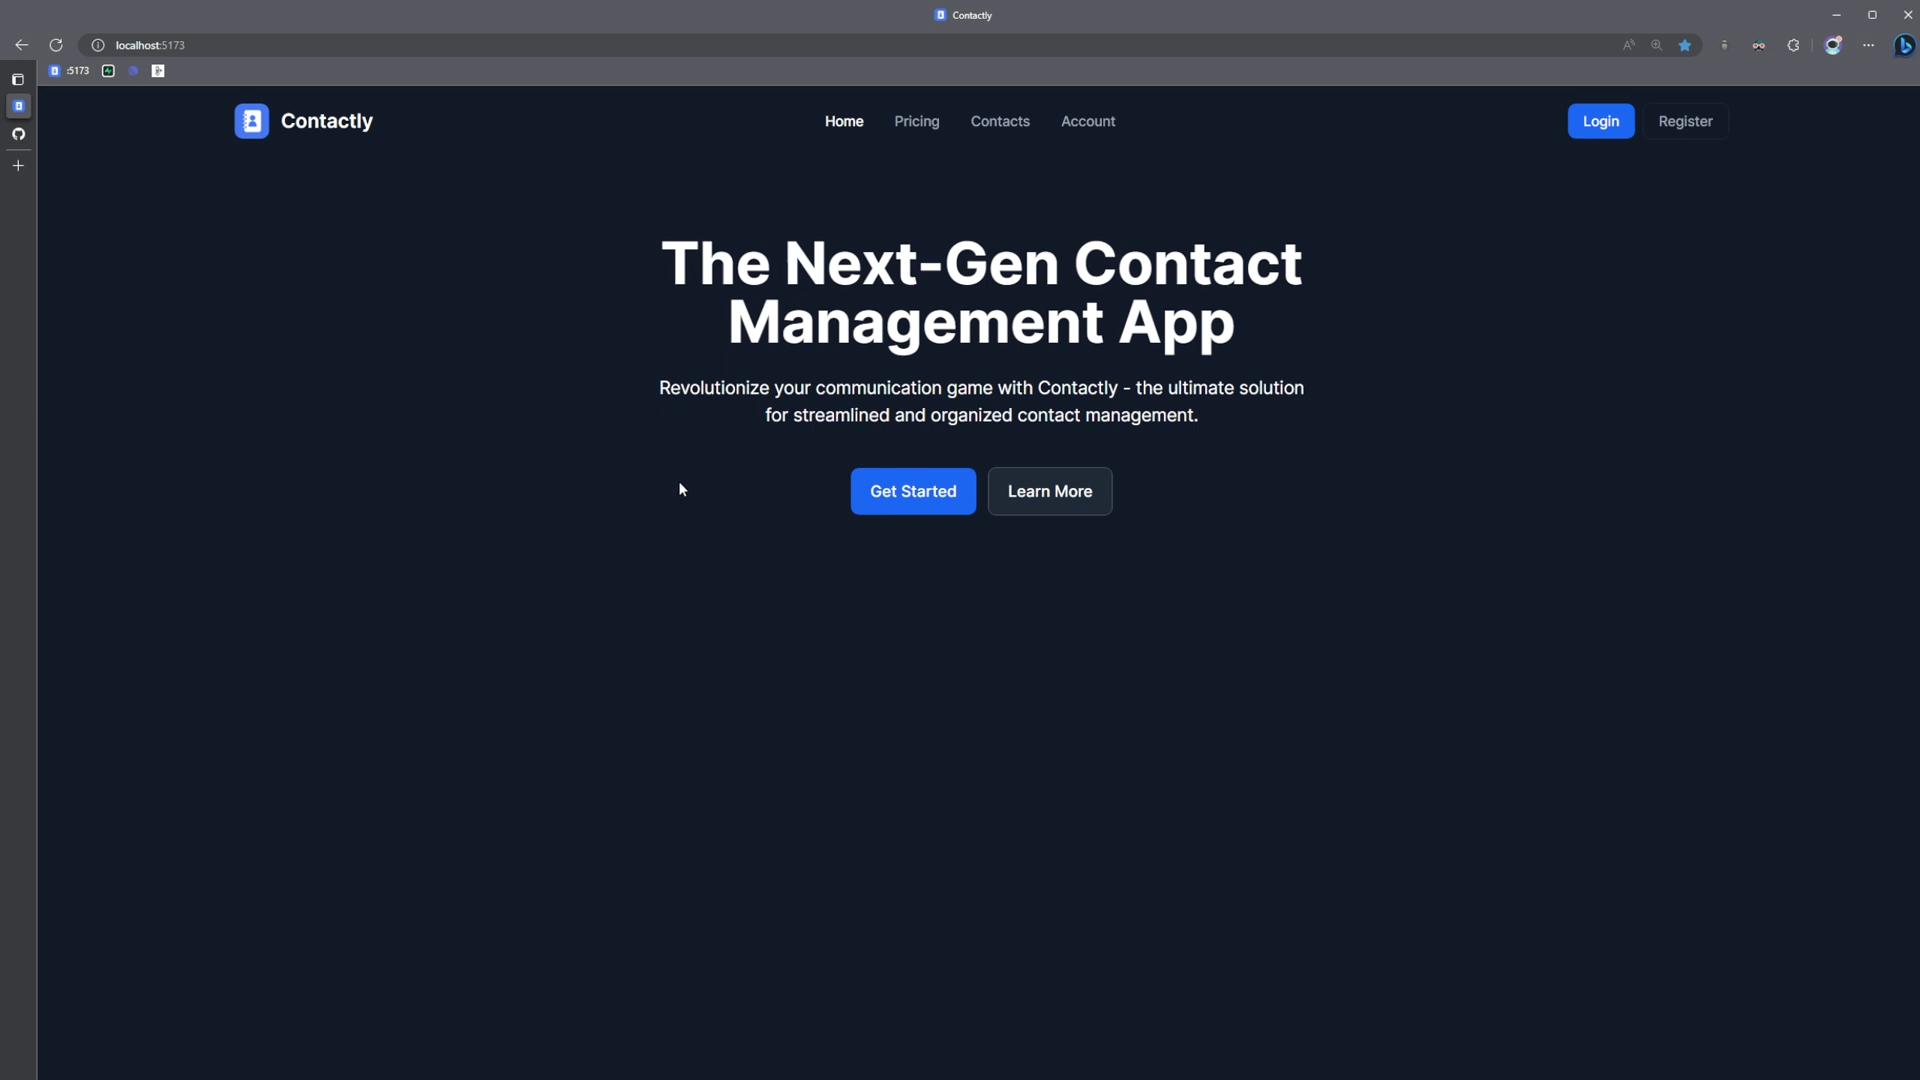 Contactly
localhost:5173
:5173
Contactly
Home
Pricing
Contacts
Account
Login
Register
The Next-Gen Contact
Management App
Revolutionize your communication game with Contactly - the ultimate solution
for streamlined and organized contact management.
Get Started
Learn More